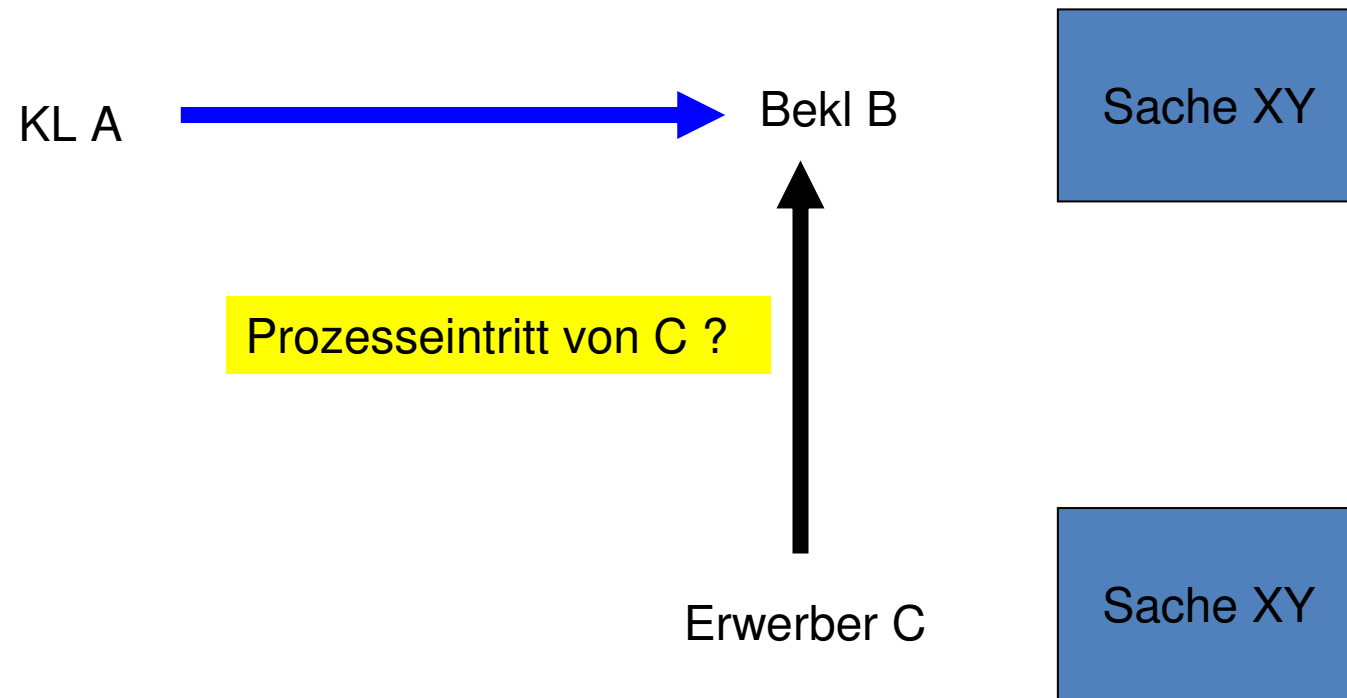 KL A
Bekl B
Sache XY
Prozesseintritt von C ?
Erwerber C
Sache XY